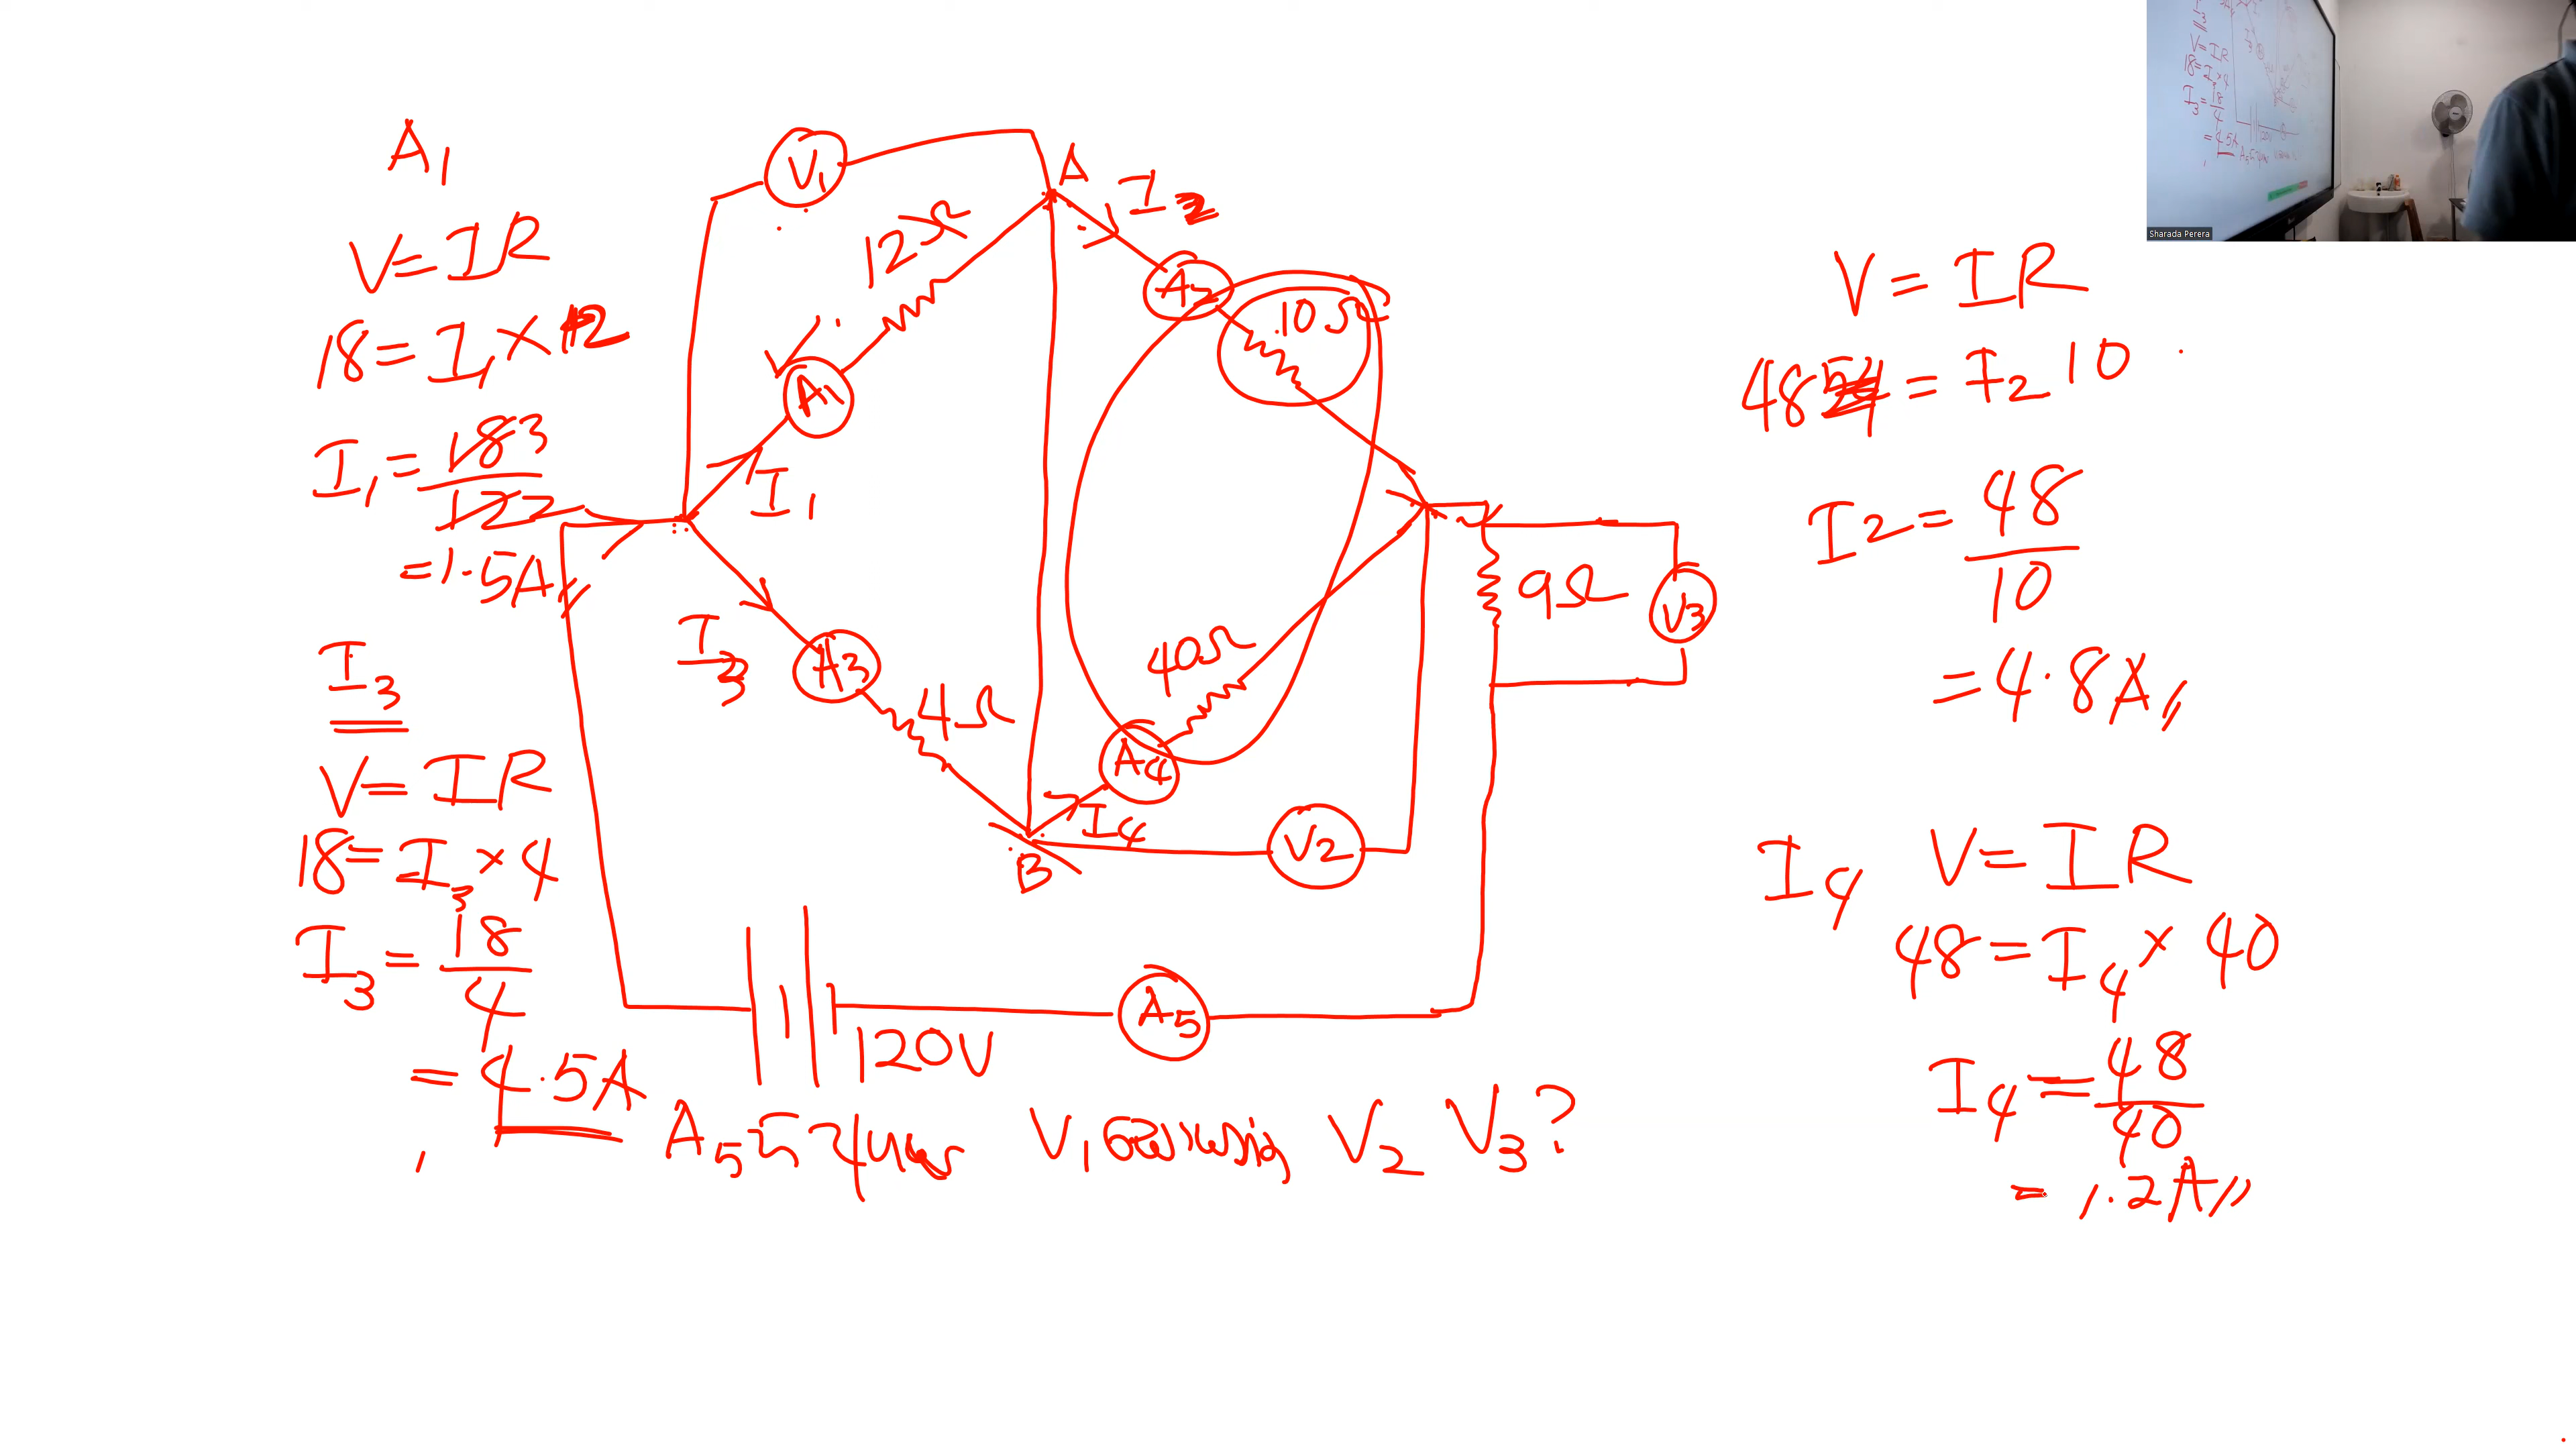 A1
V=IR
18=I1×12
I1=183
122
=1.5A
I3
V=IR
18=I3×4
I3=18
4
=4.5A
V1
A
I2
12Ω
A2
10Ω
A1
I1
I3
A3
4Ω
40Ω
A4
I4
B
V2
9Ω
V3
120V
A5
A5
V1
V2 V3?
V=IR
48 54 = I2 10
I2=48
10
=4.8A
I4 V=IR
48=I4×40
I4=48
40
=1.2A
Sharada Perera